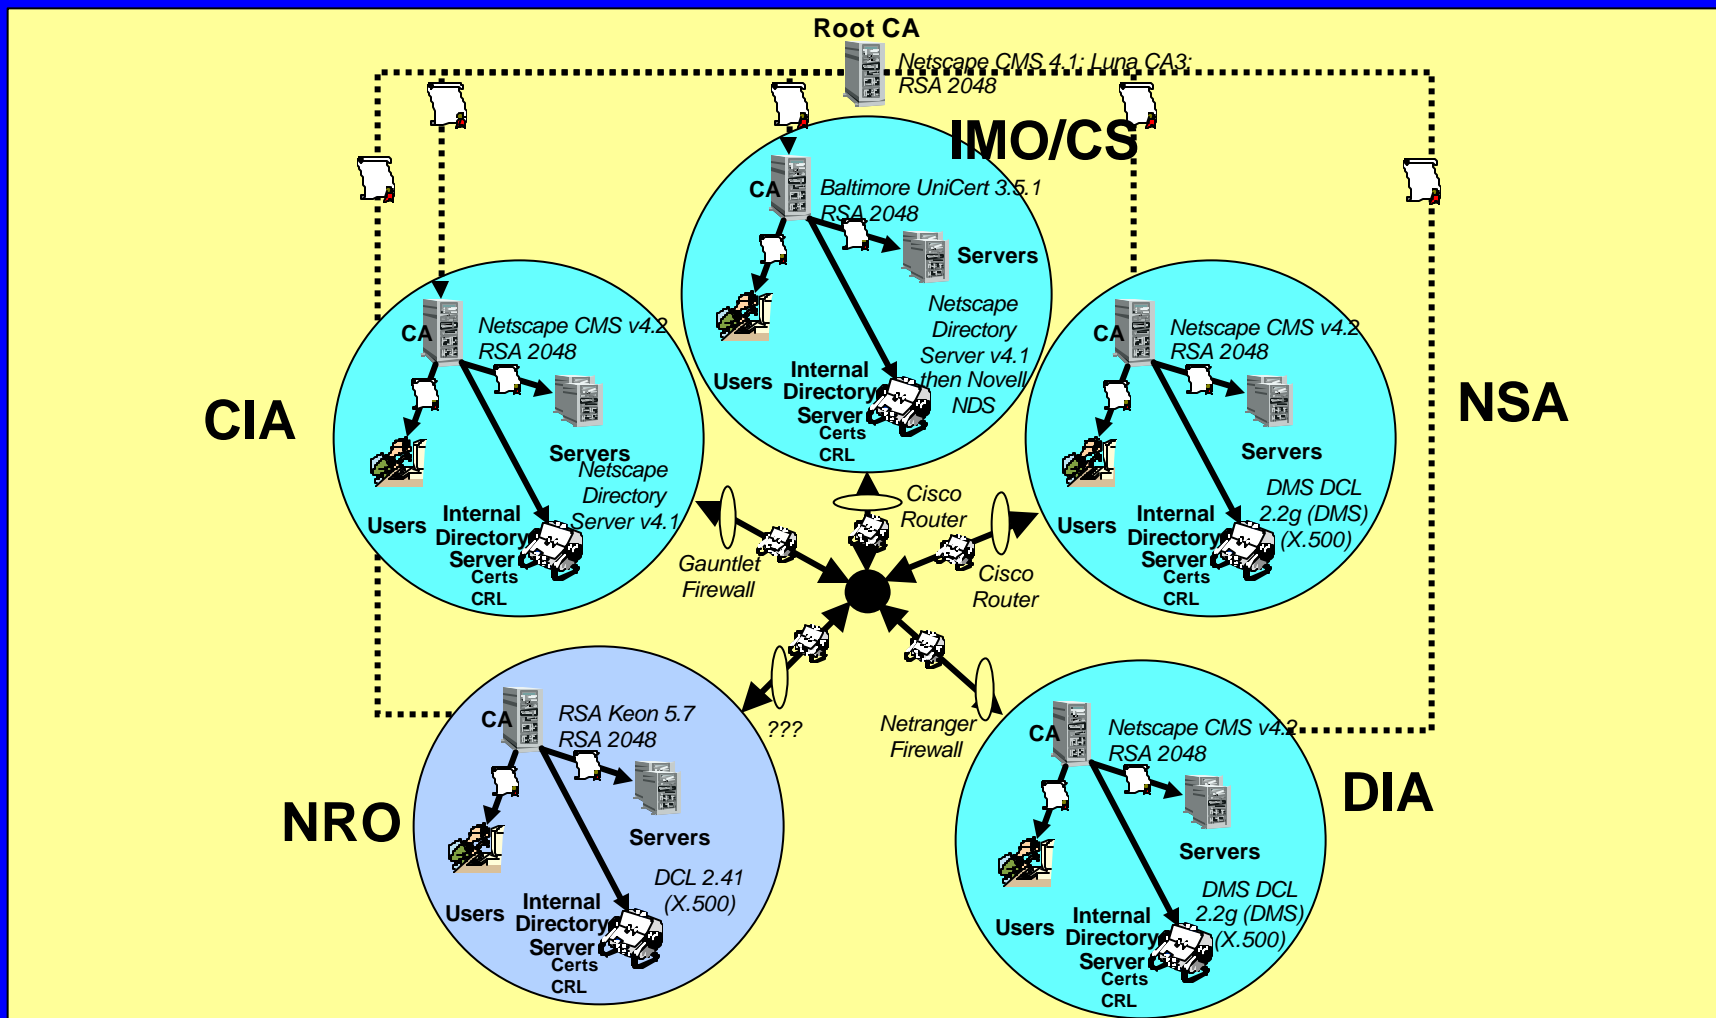 Root CA
Netscape CMS 4.1; Luna CA3;
RSA 2048
IMO/CS
CA
Baltimore UniCert 3.5.1
RSA 2048
Servers
Netscape
Directory
Server v4.1
then Novell
NDS
Users
Internal
Directory
Server
Certs
CRL
CIA
CA
Netscape CMS v4.2
RSA 2048
Servers
Netscape
Directory
Server v4.1
Users
Internal
Directory
Server
Certs
CRL
NSA
CA
Netscape CMS v4.2
RSA 2048
Servers
DMS DCL
2.2g (DMS)
(X.500)
Users
Internal
Directory
Server
Certs
CRL
Gauntlet
Firewall
Cisco
Router
Cisco
Router
???
Netranger
Firewall
NRO
CA
RSA Keon 5.7
RSA 2048
Servers
DCL 2.41
(X.500)
Users
Internal
Directory
Server
Certs
CRL
DIA
CA
Netscape CMS v4.2
RSA 2048
Servers
DMS DCL
2.2g (DMS)
(X.500)
Users
Internal
Directory
Server
Certs
CRL